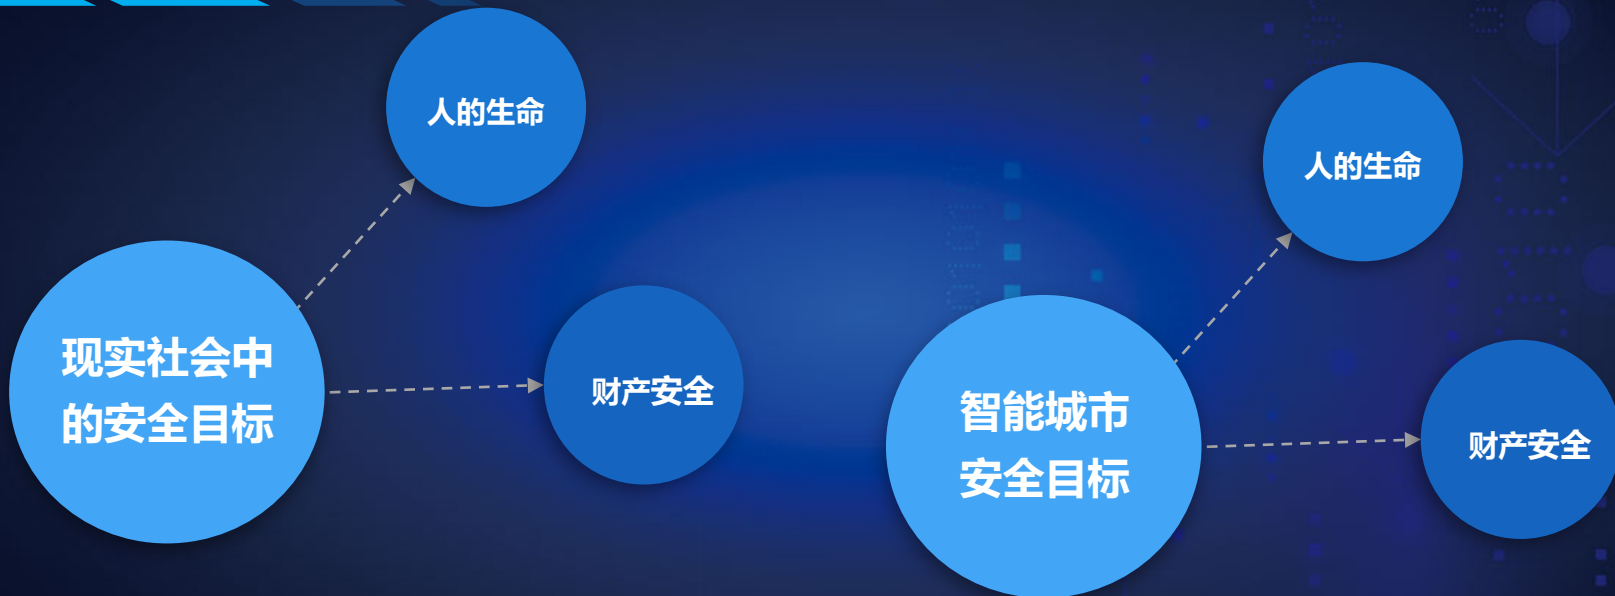 人的生命
现实社会中
的安全目标
财产安全
人的生命
智能城市
安全目标
财产安全